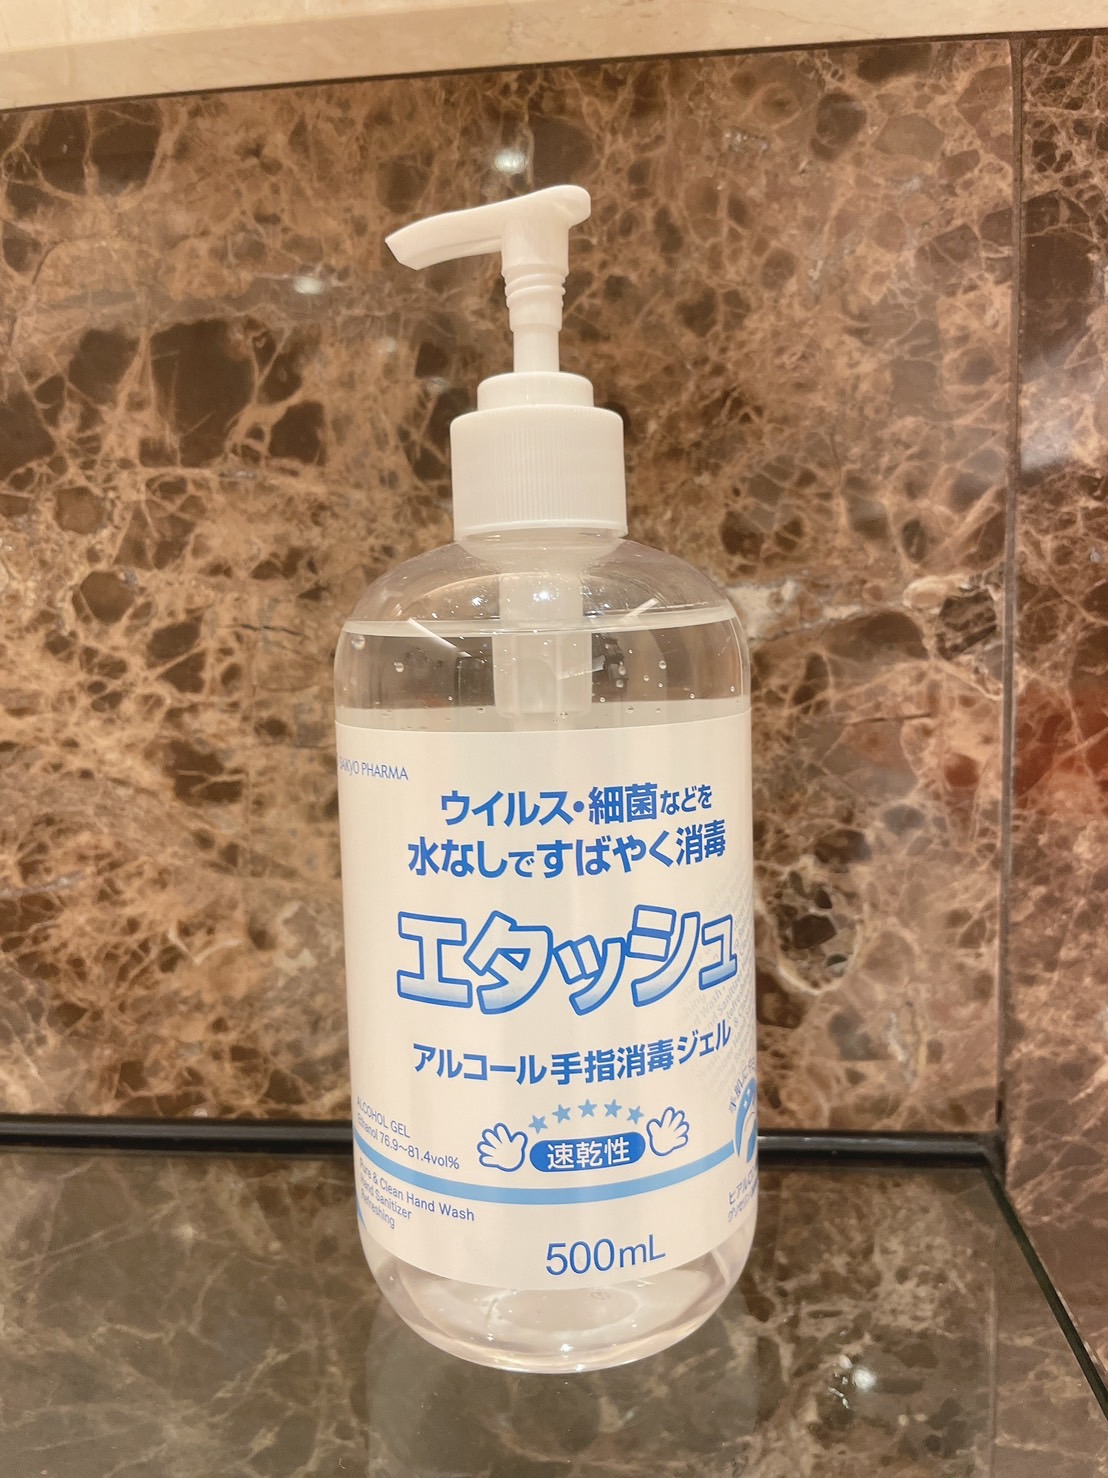 SAIKYO PHARMA
ウイルス・細菌などを
水なしですばやく消毒
エタッシュ
アルコール手指消毒ジェル
ALCOHOL GEL
Ethanol 76.9〜81.4vol%
速乾性
Pure & Clean Hand Wash
Hand Sanitizer
Refreshing
500mL